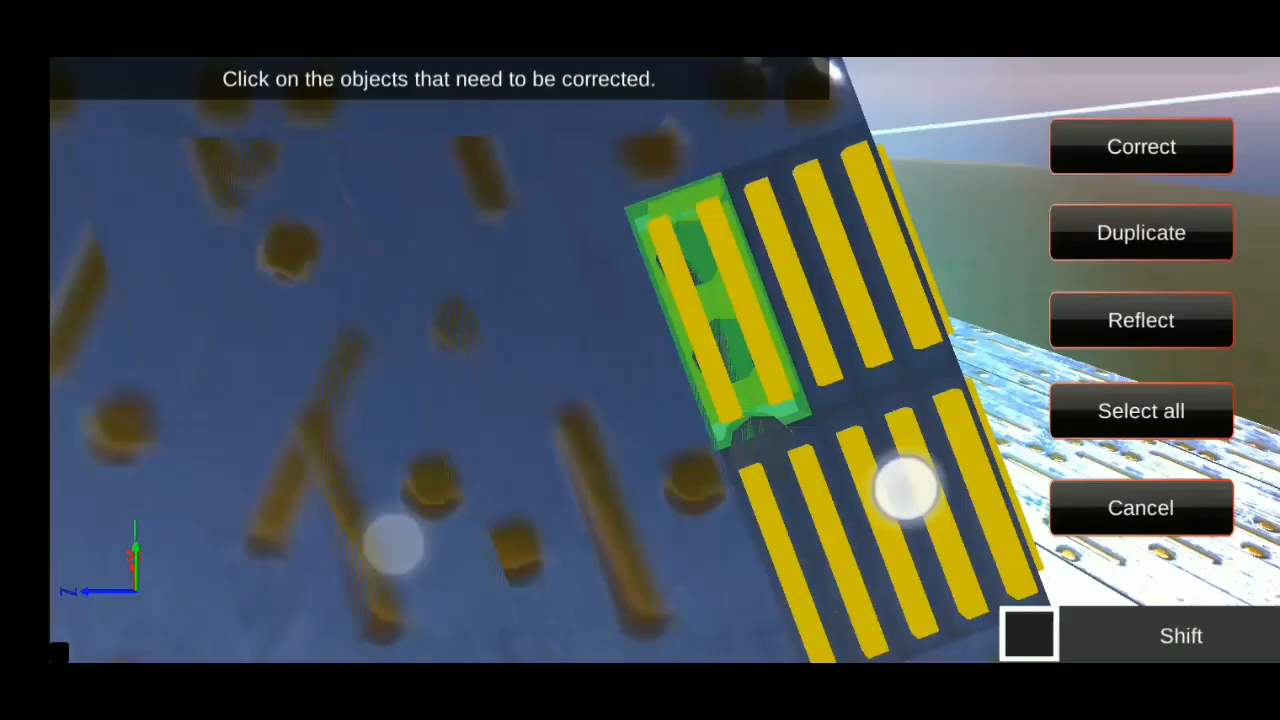 Click on the objects that need to be corrected.
Correct
Duplicate
Reflect
Select all
Cancel
Shift
Z